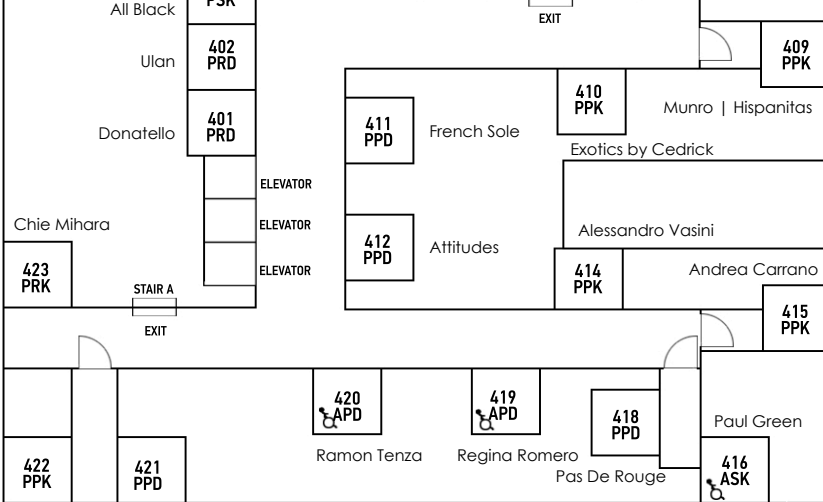 All Black
PSK
EXIT
Ulan
402
PRD
409
PPK
410
PPK
Munro | Hispanitas
Donatello
401
PRD
411
PPD
French Sole
Exotics by Cedrick
ELEVATOR
Chie Mihara
ELEVATOR
Alessandro Vasini
412
PPD
Attitudes
423
PRK
ELEVATOR
414
PPK
Andrea Carrano
STAIR A
EXIT
415
PPK
420
APD
419
APD
418
PPD
Paul Green
Ramon Tenza
Regina Romero
Pas De Rouge
422
PPK
421
PPD
416
ASK